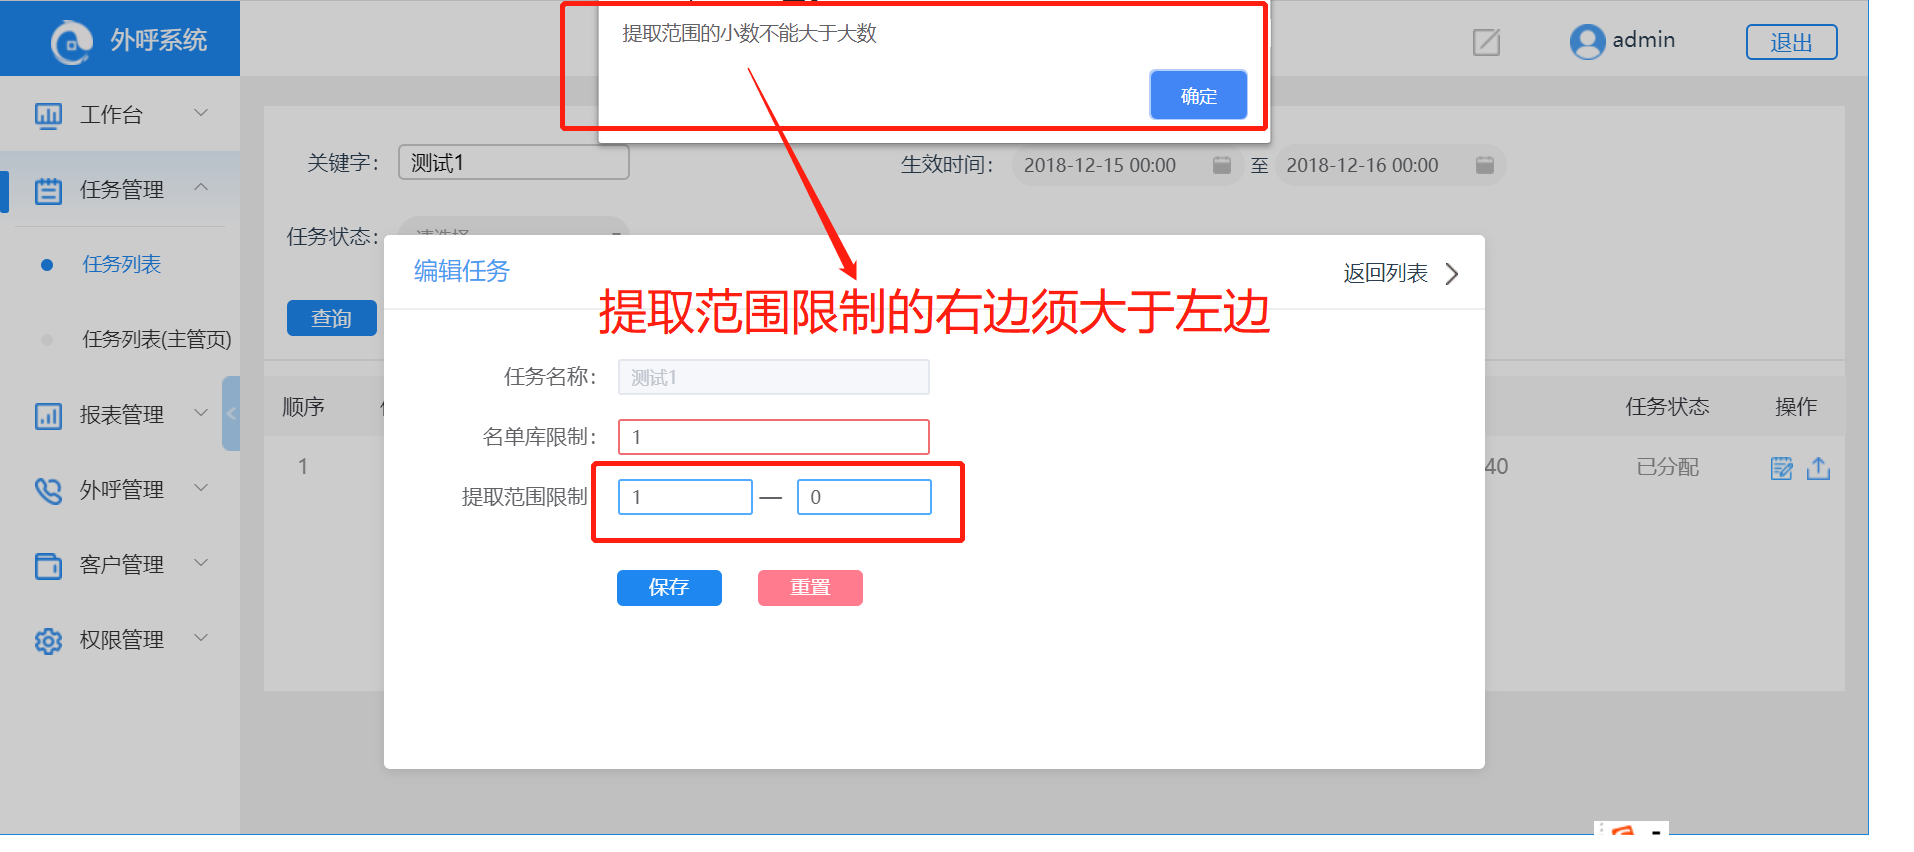 外呼系统
提取范围的小数不能大于大数
确定
admin
退出
工作台
任务管理
任务列表
任务列表(主管页)
报表管理
外呼管理
客户管理
权限管理
关键字：
测试1
生效时间：
2018-12-15 00:00
至
2018-12-16 00:00
任务状态：
请选择
查询
编辑任务
返回列表
提取范围限制的右边须大于左边
任务名称：
测试1
名单库限制：
1
提取范围限制
1
—
0
保存
重置
顺序
任务状态
操作
1
40
已分配